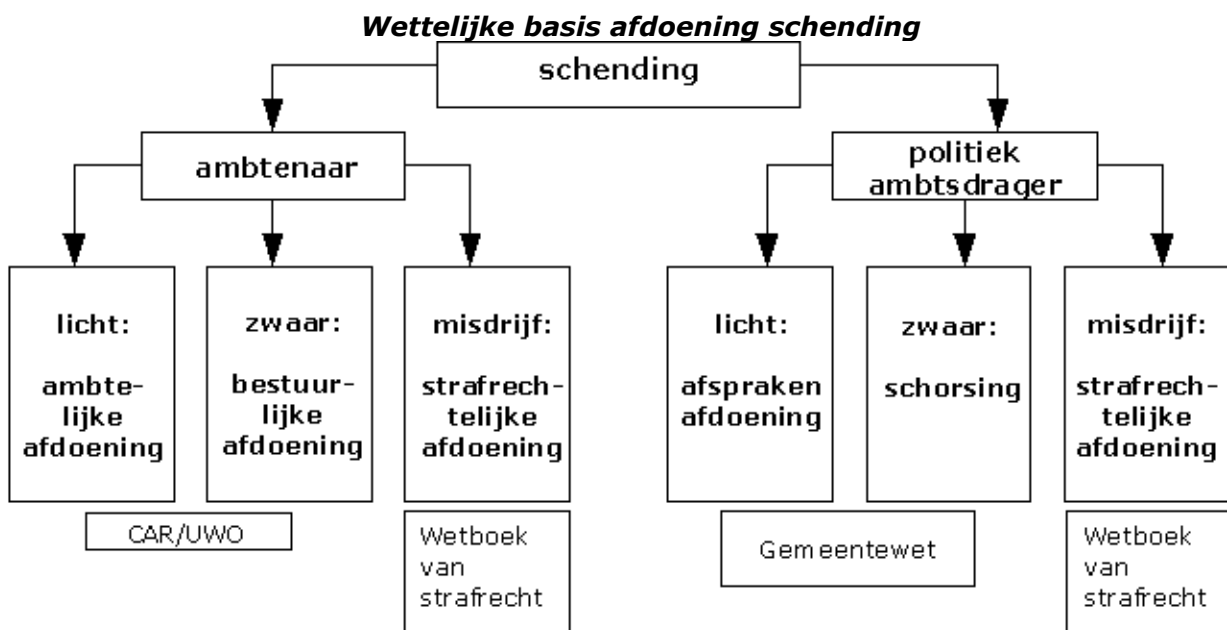 Wettelijke basis afdoening schending
schending
ambtenaar
politiek
ambtsdrager
licht:
ambte-
lijke
afdoening
zwaar:
bestuur-
lijke
afdoening
misdrijf:
strafrech-
telijke
afdoening
licht:
afspraken
afdoening
zwaar:
schorsing
misdrijf:
strafrech-
telijke
afdoening
CAR/UWO
Wetboek
van
strafrecht
Gemeentewet
Wetboek
van
strafrecht